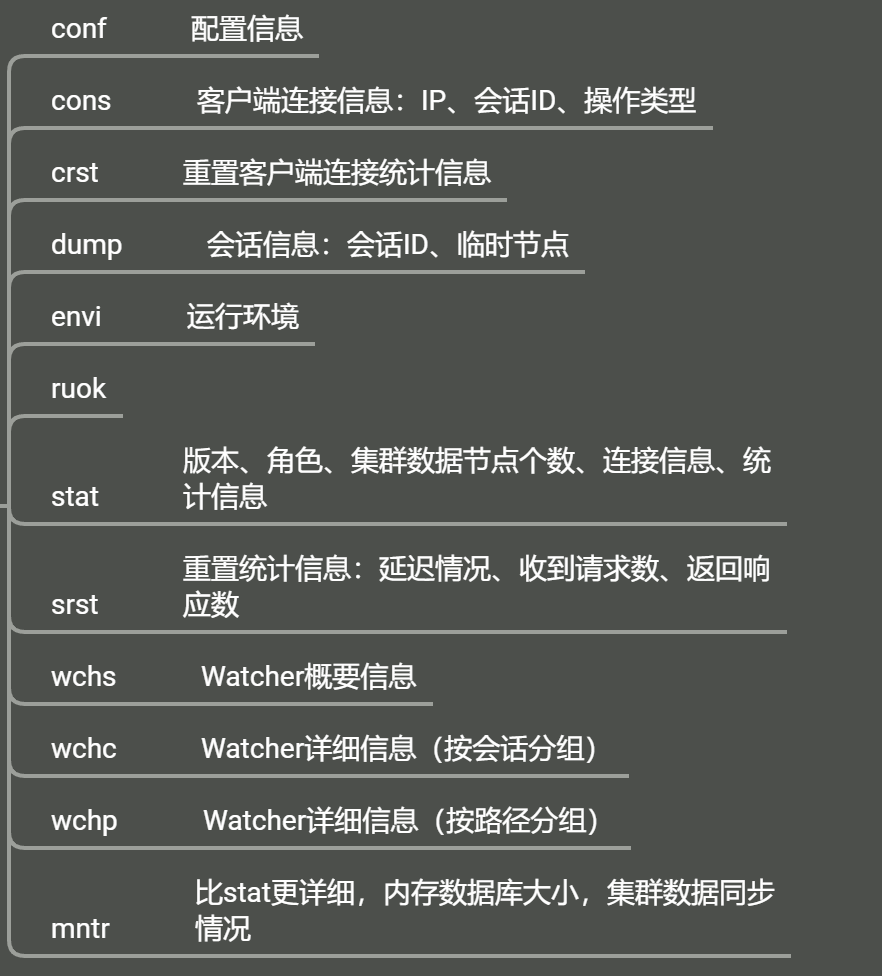 conf 配置信息
cons 客户端连接信息：IP、会话ID、操作类型
crst 重置客户端连接统计信息
dump 会话信息：会话ID、临时节点
envi 运行环境
ruok
版本、角色、集群数据节点个数、连接信息、统
stat 计信息
重置统计信息：延迟情况、收到请求数、返回响
srst 应数
wchs Watcher概要信息
wchc Watcher详细信息（按会话分组）
wchp Watcher详细信息（按路径分组）
比stat更详细，内存数据库大小，集群数据同步
mntr 情况